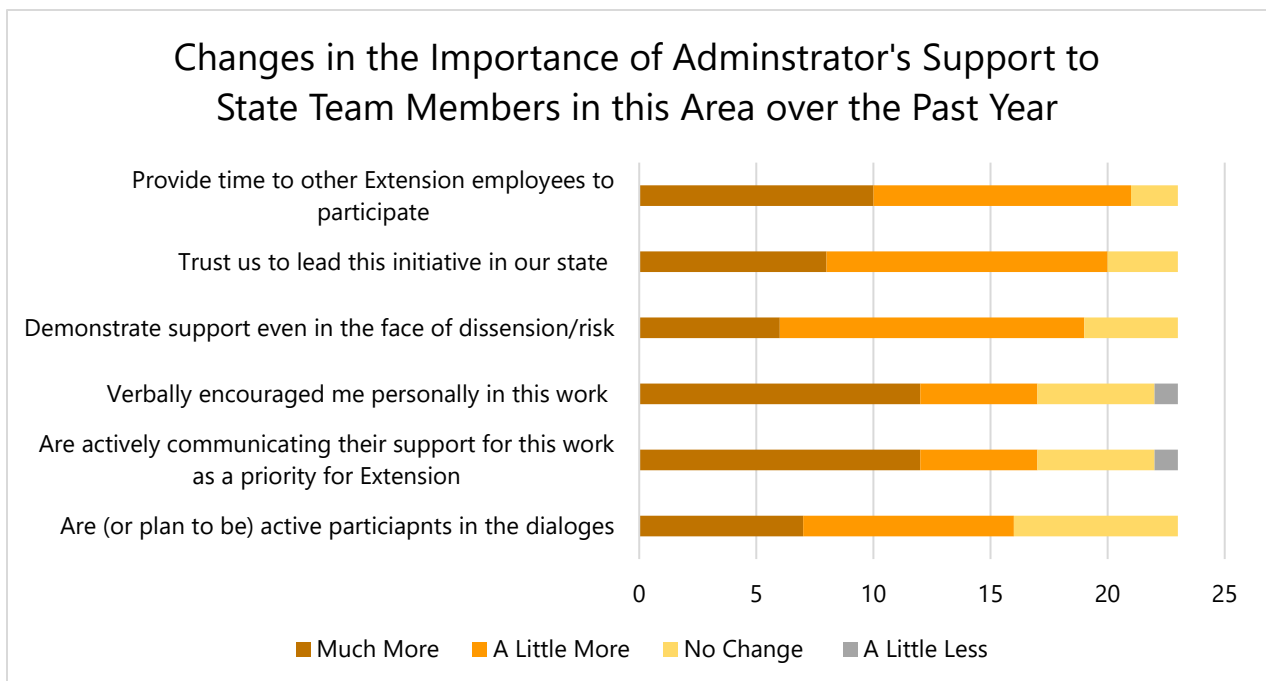 Changes in the Importance of Adminstrator's Support to
State Team Members in this Area over the Past Year
Provide time to other Extension employees to
participate
Trust us to lead this initiative in our state
Demonstrate support even in the face of dissension/risk
Verbally encouraged me personally in this work
Are actively communicating their support for this work
as a priority for Extension
Are (or plan to be) active particiapnts in the dialoges
0 5 10 15 20 25
Much More A Little More No Change A Little Less